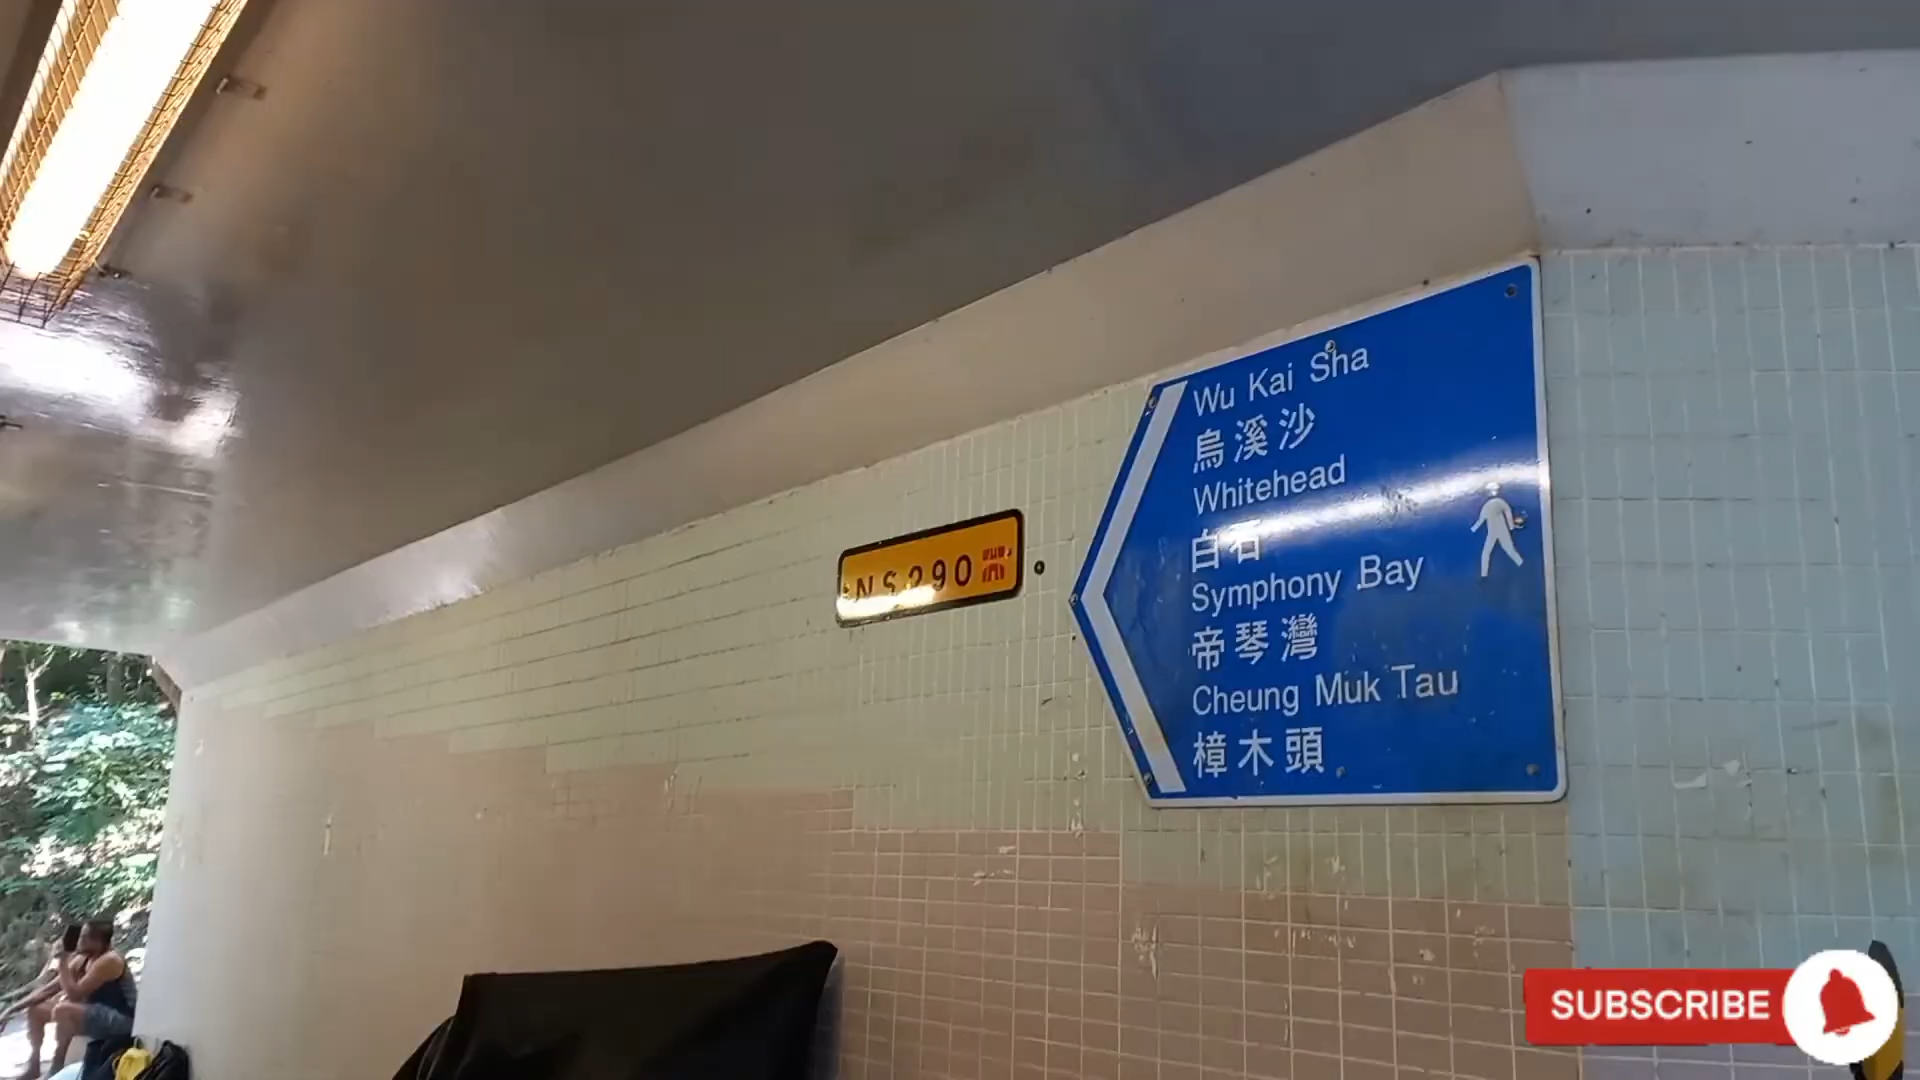 Wu Kai Sha
烏溪沙
Whitehead
白石
Symphony Bay
帝琴灣
Cheung Muk Tau
樟木頭
NS290
SUBSCRIBE